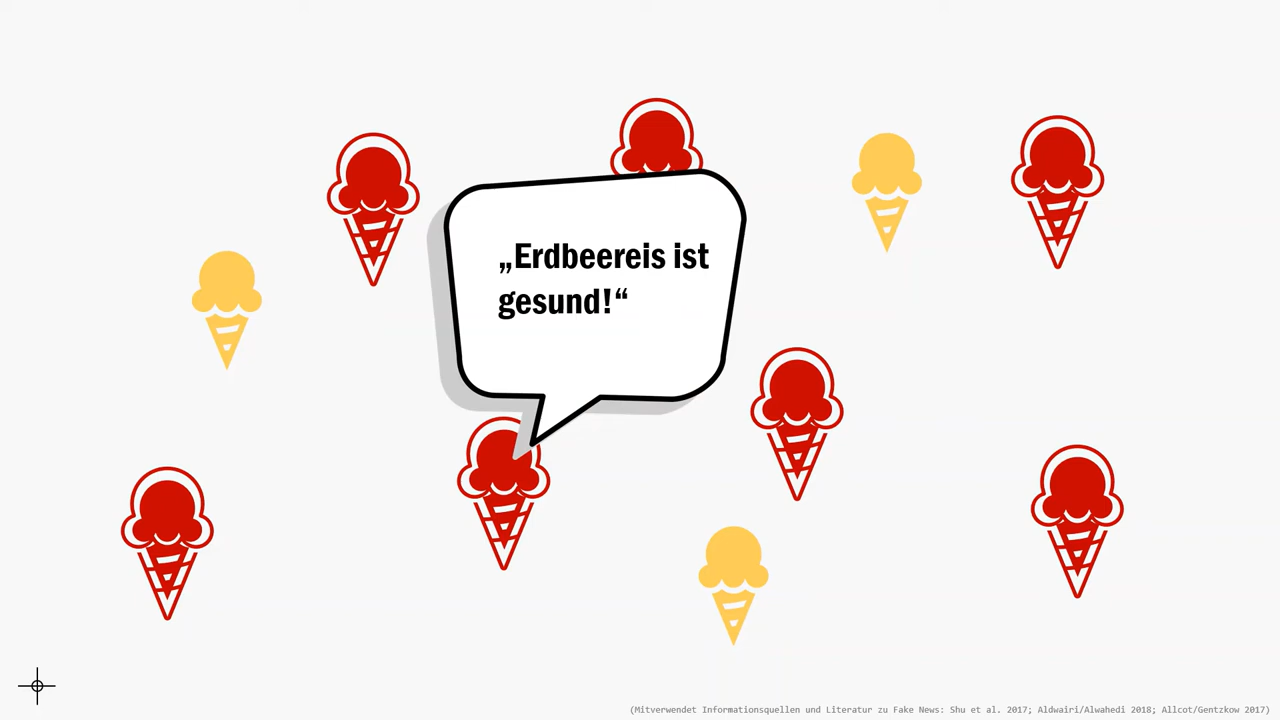 „Erdbeereis ist
gesund!“
(Mitverwendet Informationsquellen und Literatur zu Fake News: Shu et al. 2017; Aldwairi/Alwahedi 2018; Allcot/Gentzkow 2017)